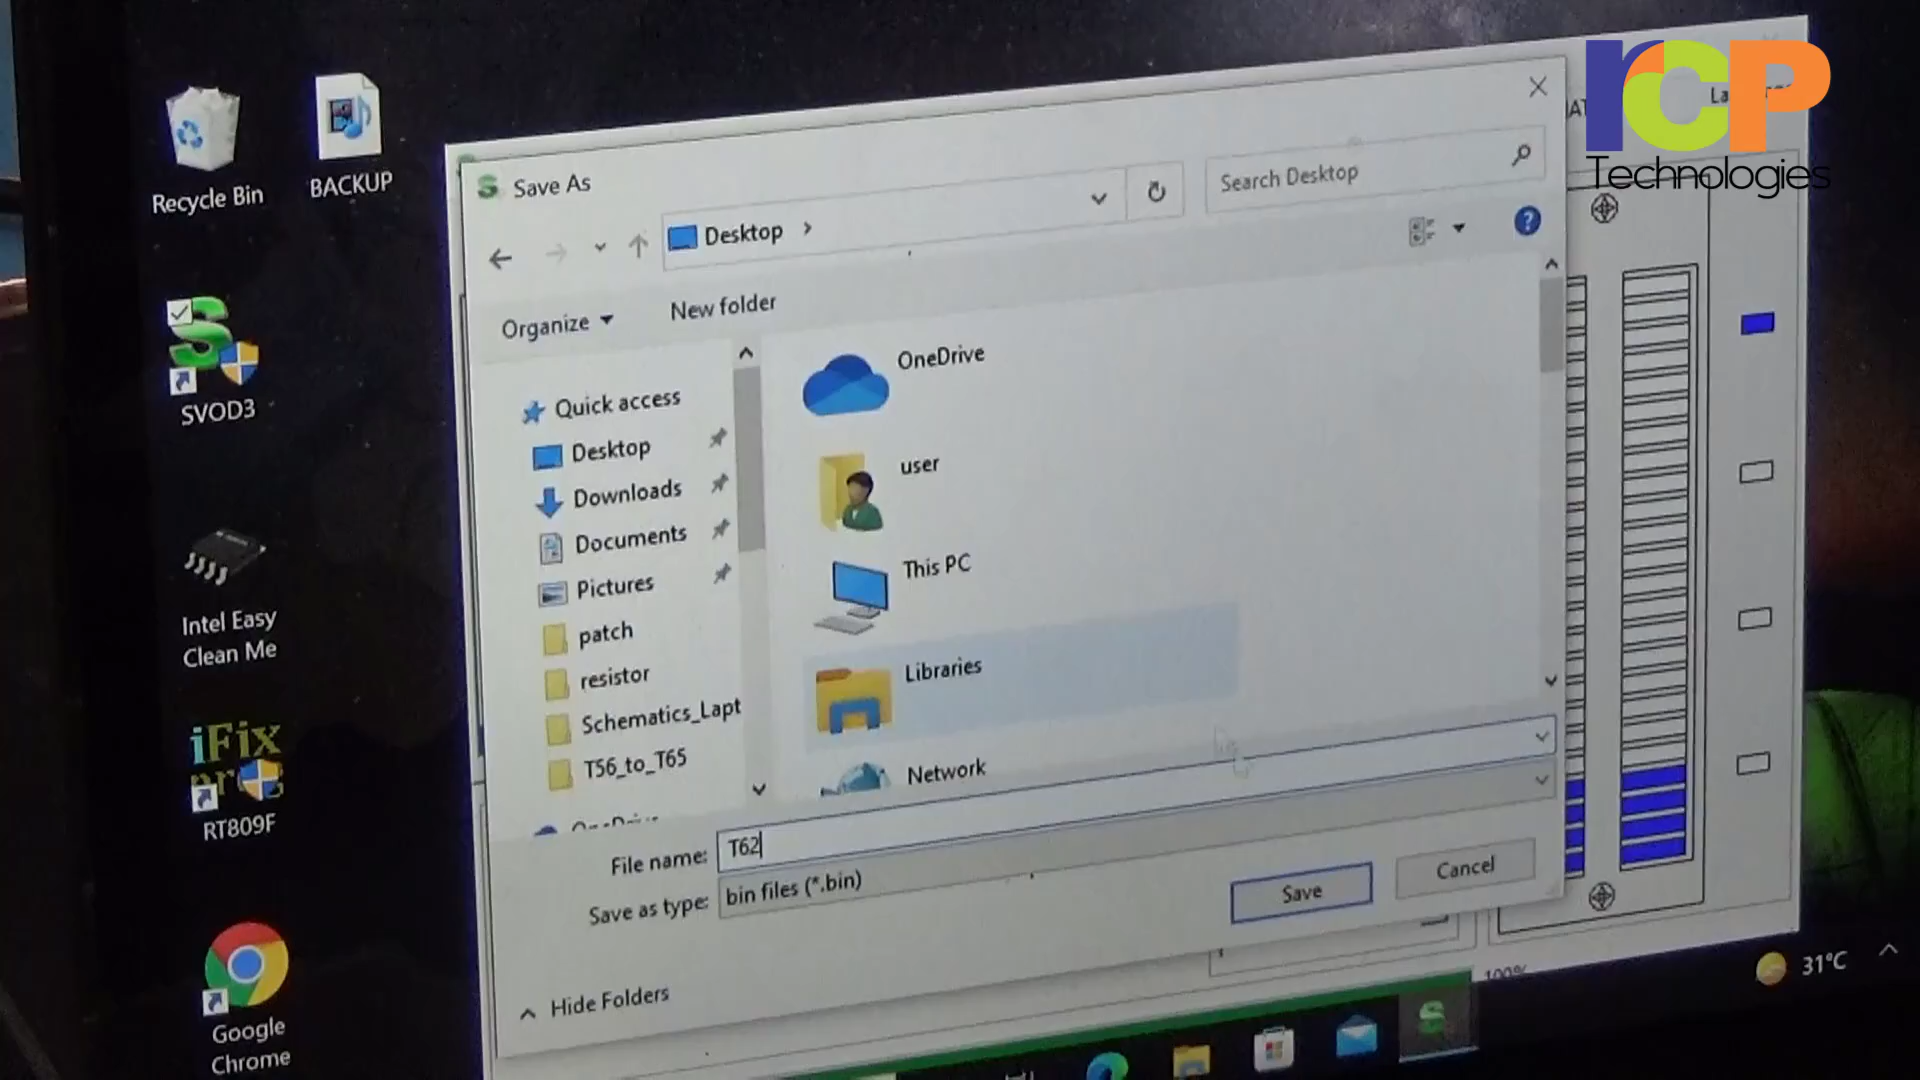 rcp
Technologies
Recycle Bin
BACKUP
SVOD3
Intel Easy
Clean Me
iFix
RT809F
Google
Chrome
Save As
Desktop
Search Desktop
Organize
New folder
Quick access
Desktop
Downloads
Documents
Pictures
patch
resistor
Schematics_Lapt
T56_to_T65
OneDrive
user
This PC
Libraries
Network
File name: T62
Save as type: bin files (*.bin)
Save
Cancel
Hide Folders
100%
31°C